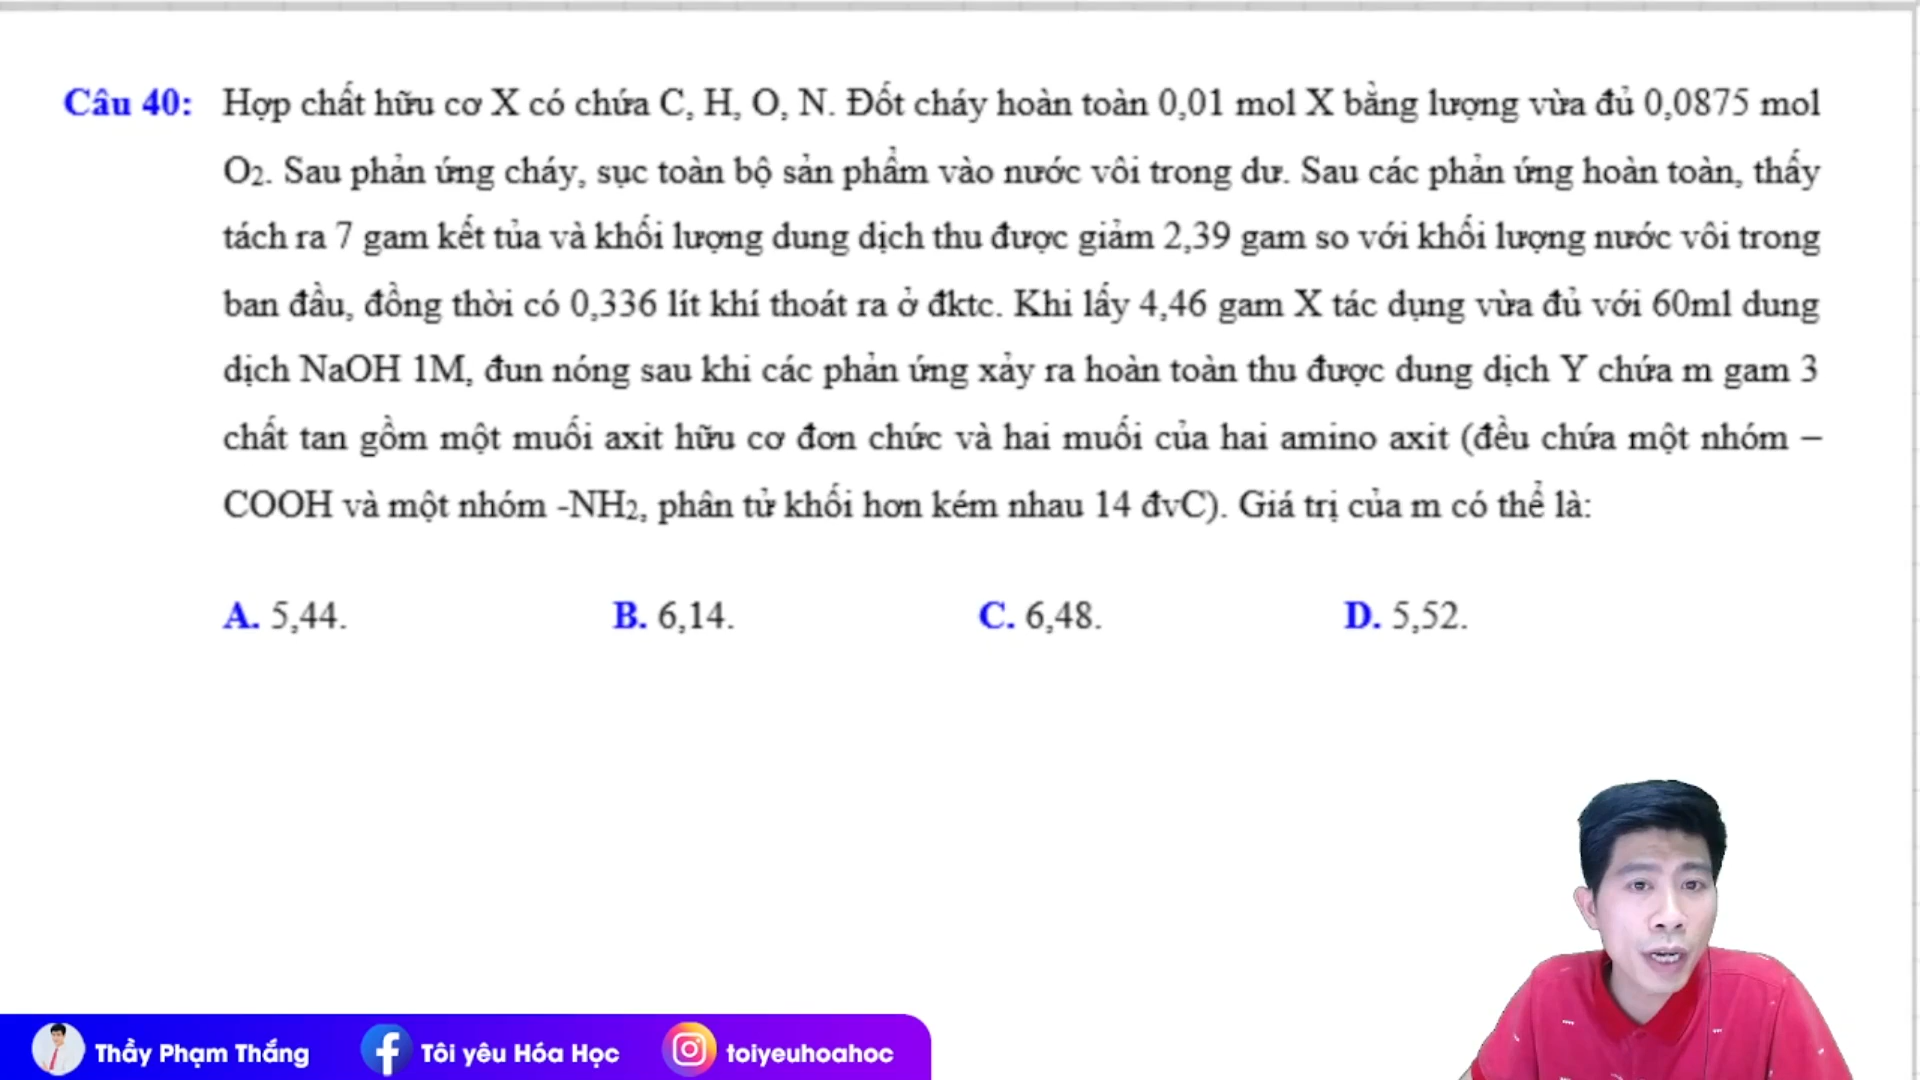 Câu 40: Hợp chất hữu cơ X có chứa C, H, O, N. Đốt cháy hoàn toàn 0,01 mol X bằng lượng vừa đủ 0,0875 mol
O2. Sau phản ứng cháy, sục toàn bộ sản phẩm vào nước vôi trong dư. Sau các phản ứng hoàn toàn, thấy
tách ra 7 gam kết tủa và khối lượng dung dịch thu được giảm 2,39 gam so với khối lượng nước vôi trong
ban đầu, đồng thời có 0,336 lít khí thoát ra ở đktc. Khi lấy 4,46 gam X tác dụng vừa đủ với 60ml dung
dịch NaOH 1M, đun nóng sau khi các phản ứng xảy ra hoàn toàn thu được dung dịch Y chứa m gam 3
chất tan gồm một muối axit hữu cơ đơn chức và hai muối của hai amino axit (đều chứa một nhóm –
COOH và một nhóm -NH2, phân tử khối hơn kém nhau 14 đvC). Giá trị của m có thể là:
A. 5,44. B. 6,14. C. 6,48. D. 5,52.
Thầy Phạm Thắng Tôi yêu Hóa Học toiyeuhoahoc